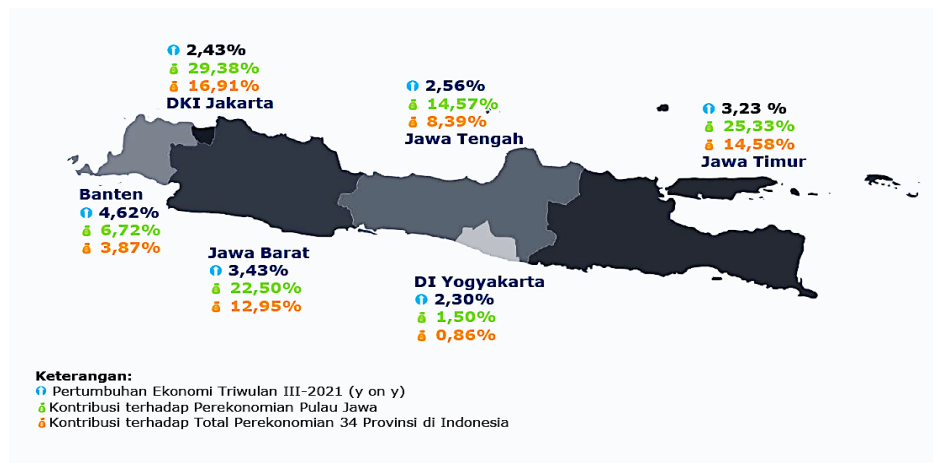 2,43%
29,38%
16,91%
DKI Jakarta
2,56%
14,57%
8,39%
Jawa Tengah
3,23 %
25,33%
14,58%
Jawa Timur
Banten
4,62%
6,72%
3,87%
Jawa Barat
3,43%
22,50%
12,95%
DI Yogyakarta
2,30%
1,50%
0,86%
Keterangan:
Pertumbuhan Ekonomi Triwulan III-2021 (y on y)
Kontribusi terhadap Perekonomian Pulau Jawa
Kontribusi terhadap Total Perekonomian 34 Provinsi di Indonesia